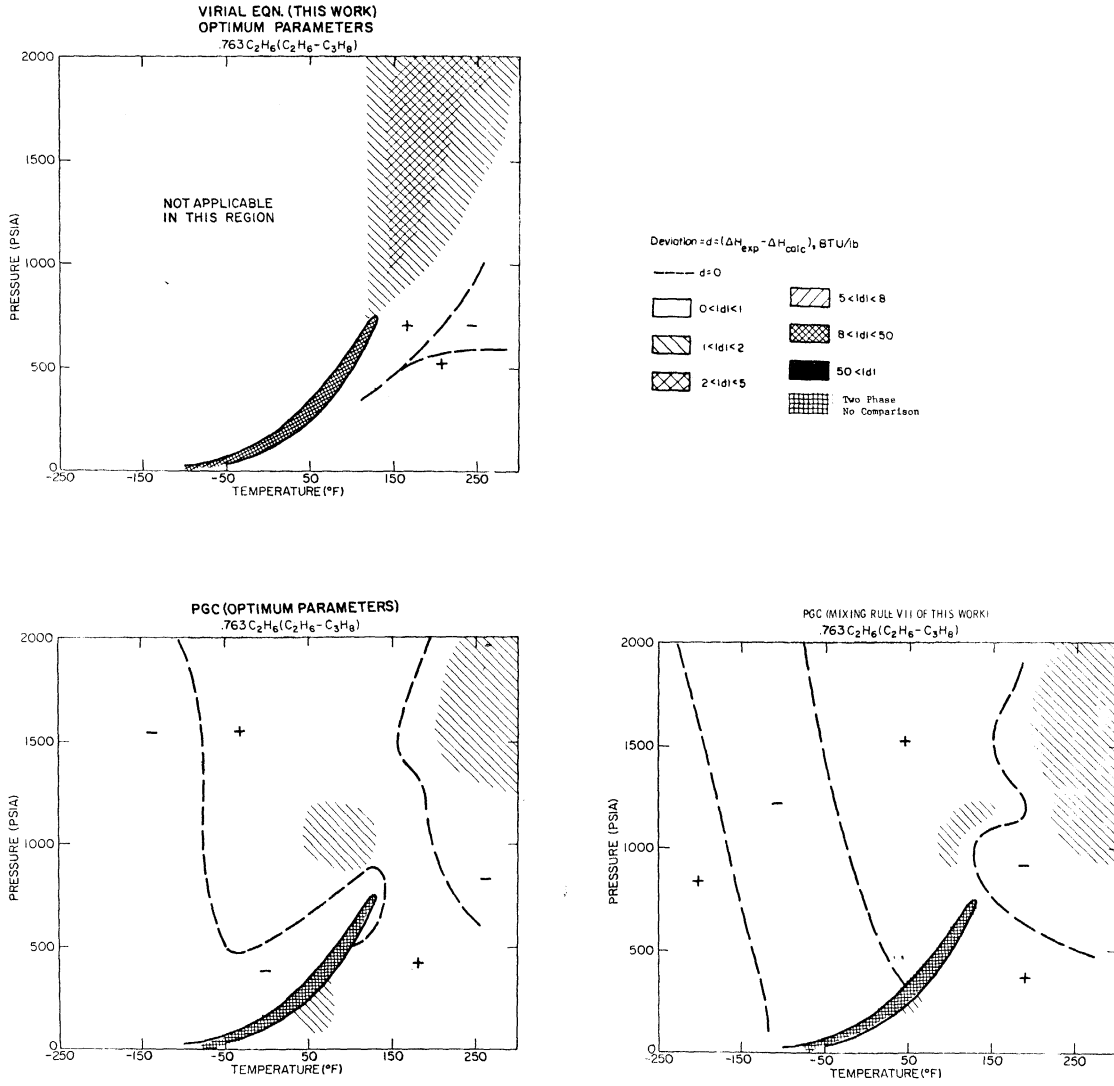 VIRIAL EQN. (THIS WORK)
OPTIMUM PARAMETERS
.763 C₂H₆(C₂H₆-C₃H₈)
2000
1500
1000
500
0
PRESSURE (PSIA)
NOT APPLICABLE
IN THIS REGION
+
-
+
-250
-150
-50
50
150
250
TEMPERATURE (°F)
Deviation = d = (ΔH_exp - ΔH_calc), BTU/lb
d=0
0<|d|<1
1<|d|<2
2<|d|<5
5<|d|<8
8<|d|<50
50<|d|
Two Phase
No Comparison
PGC (OPTIMUM PARAMETERS)
.763 C₂H₆(C₂H₆-C₃H₈)
2000
1500
1000
500
0
PRESSURE (PSIA)
-
+
-
-
+
-250
-150
-50
50
150
250
TEMPERATURE (°F)
PGC (MIXING RULE VII OF THIS WORK)
.763 C₂H₆(C₂H₆-C₃H₈)
2000
1500
1000
500
0
PRESSURE (PSIA)
+
-
+
-
+
-250
-150
-50
50
150
250
TEMPERATURE (°F)